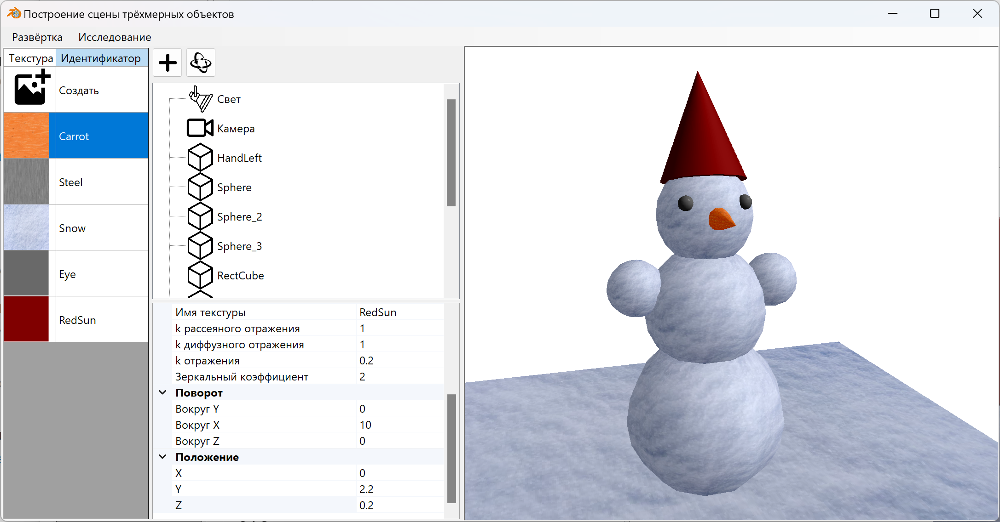 Построение сцены трёхмерных объектов
Развёртка Исследование
Текстура Идентификатор
Создать
Carrot
Steel
Snow
Eye
RedSun
Свет
Камера
HandLeft
Sphere
Sphere_2
Sphere_3
RectCube
Имя текстуры RedSun
k рассеяного отражения 1
k диффузного отражения 1
k отражения 0.2
Зеркальный коэффициент 2
Поворот
Вокруг Y 0
Вокруг X 10
Вокруг Z 0
Положение
X 0
Y 2.2
Z 0.2